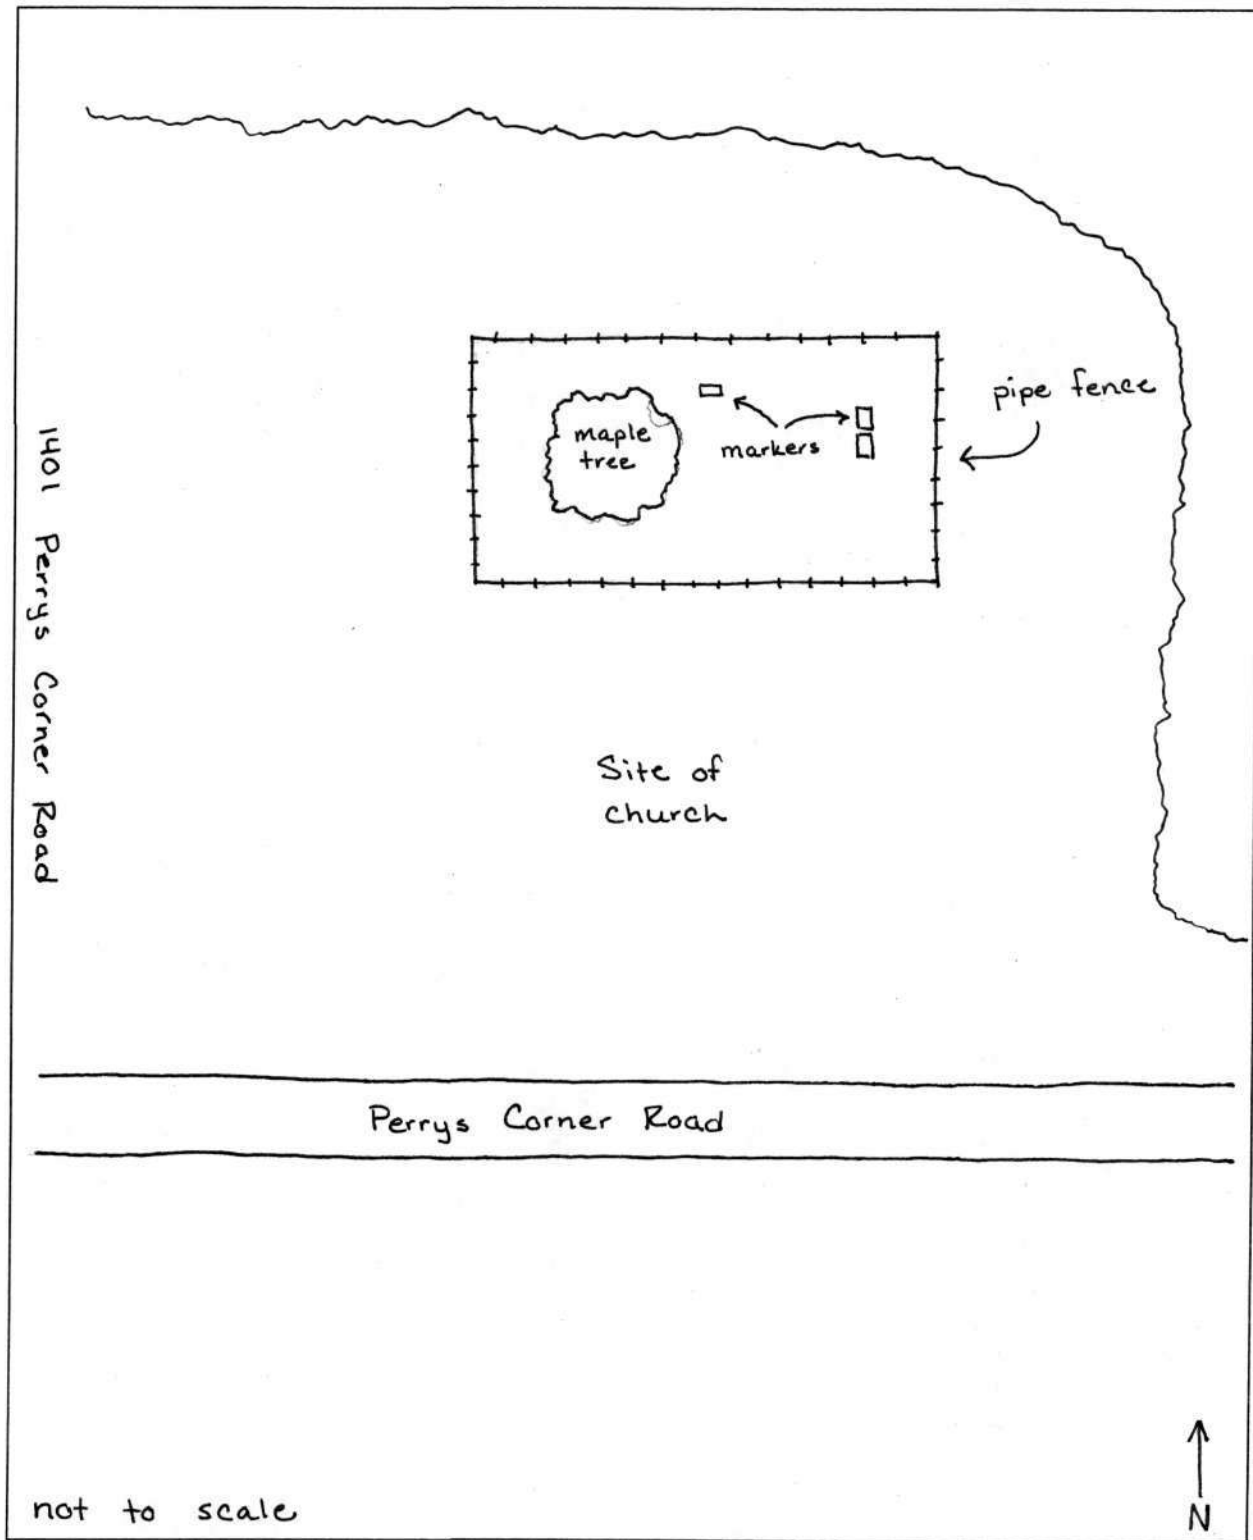 pipe fence
maple
tree
markers
1401 Perrys Corner Road
Site of
church
Perrys Corner Road
not to scale
N